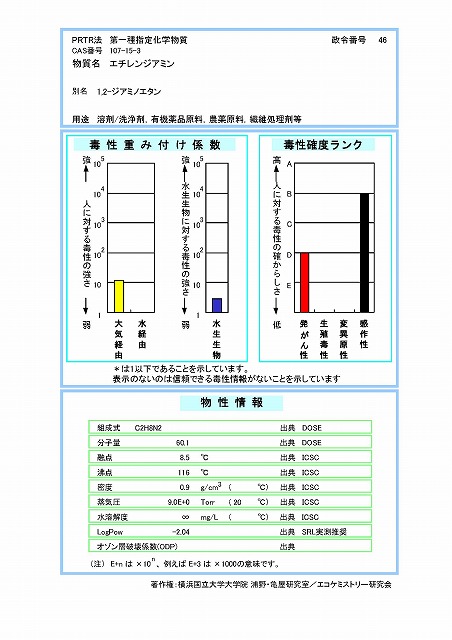 PRTR法 第一種指定化学物質 政令番号 46
CAS番号 107-15-3
物質名 エチレンジアミン
別名 1,2-ジアミノエタン
用途 溶剤/洗浄剤, 有機薬品原料, 農薬原料, 繊維処理剤等
毒性重み付け係数
強 10^5 10^4 10^3 10^2 10 1 弱
人に対する毒性の強さ
大気経由 水経由
強 10^5 10^4 10^3 10^2 10 1 弱
水生生物に対する毒性の強さ
水生生物
毒性確度ランク
高 A B C D E 低
人に対する毒性の確からしさ
発がん性 生殖毒性 変異原性 感作性
*は1以下であることを示しています。
表示のないのは信頼できる毒性情報がないことを示しています
物性情報
組成式 C2H8N2 出典 DOSE
分子量 60.1 出典 DOSE
融点 8.5 ℃ 出典 ICSC
沸点 116 ℃ 出典 ICSC
密度 0.9 g/cm³ ( ℃) 出典 ICSC
蒸気圧 9.0E+0 Torr (20 ℃) 出典 ICSC
水溶解度 ∞ mg/L ( ℃) 出典 ICSC
LogPow -2.04 出典 SRL実測推奨
オゾン層破壊係数(ODP) 出典
(注) E+n は ×10^n、例えば E+3 は ×1000の意味です。
著作権:横浜国立大学大学院 浦野・亀屋研究室/エコケミストリー研究会